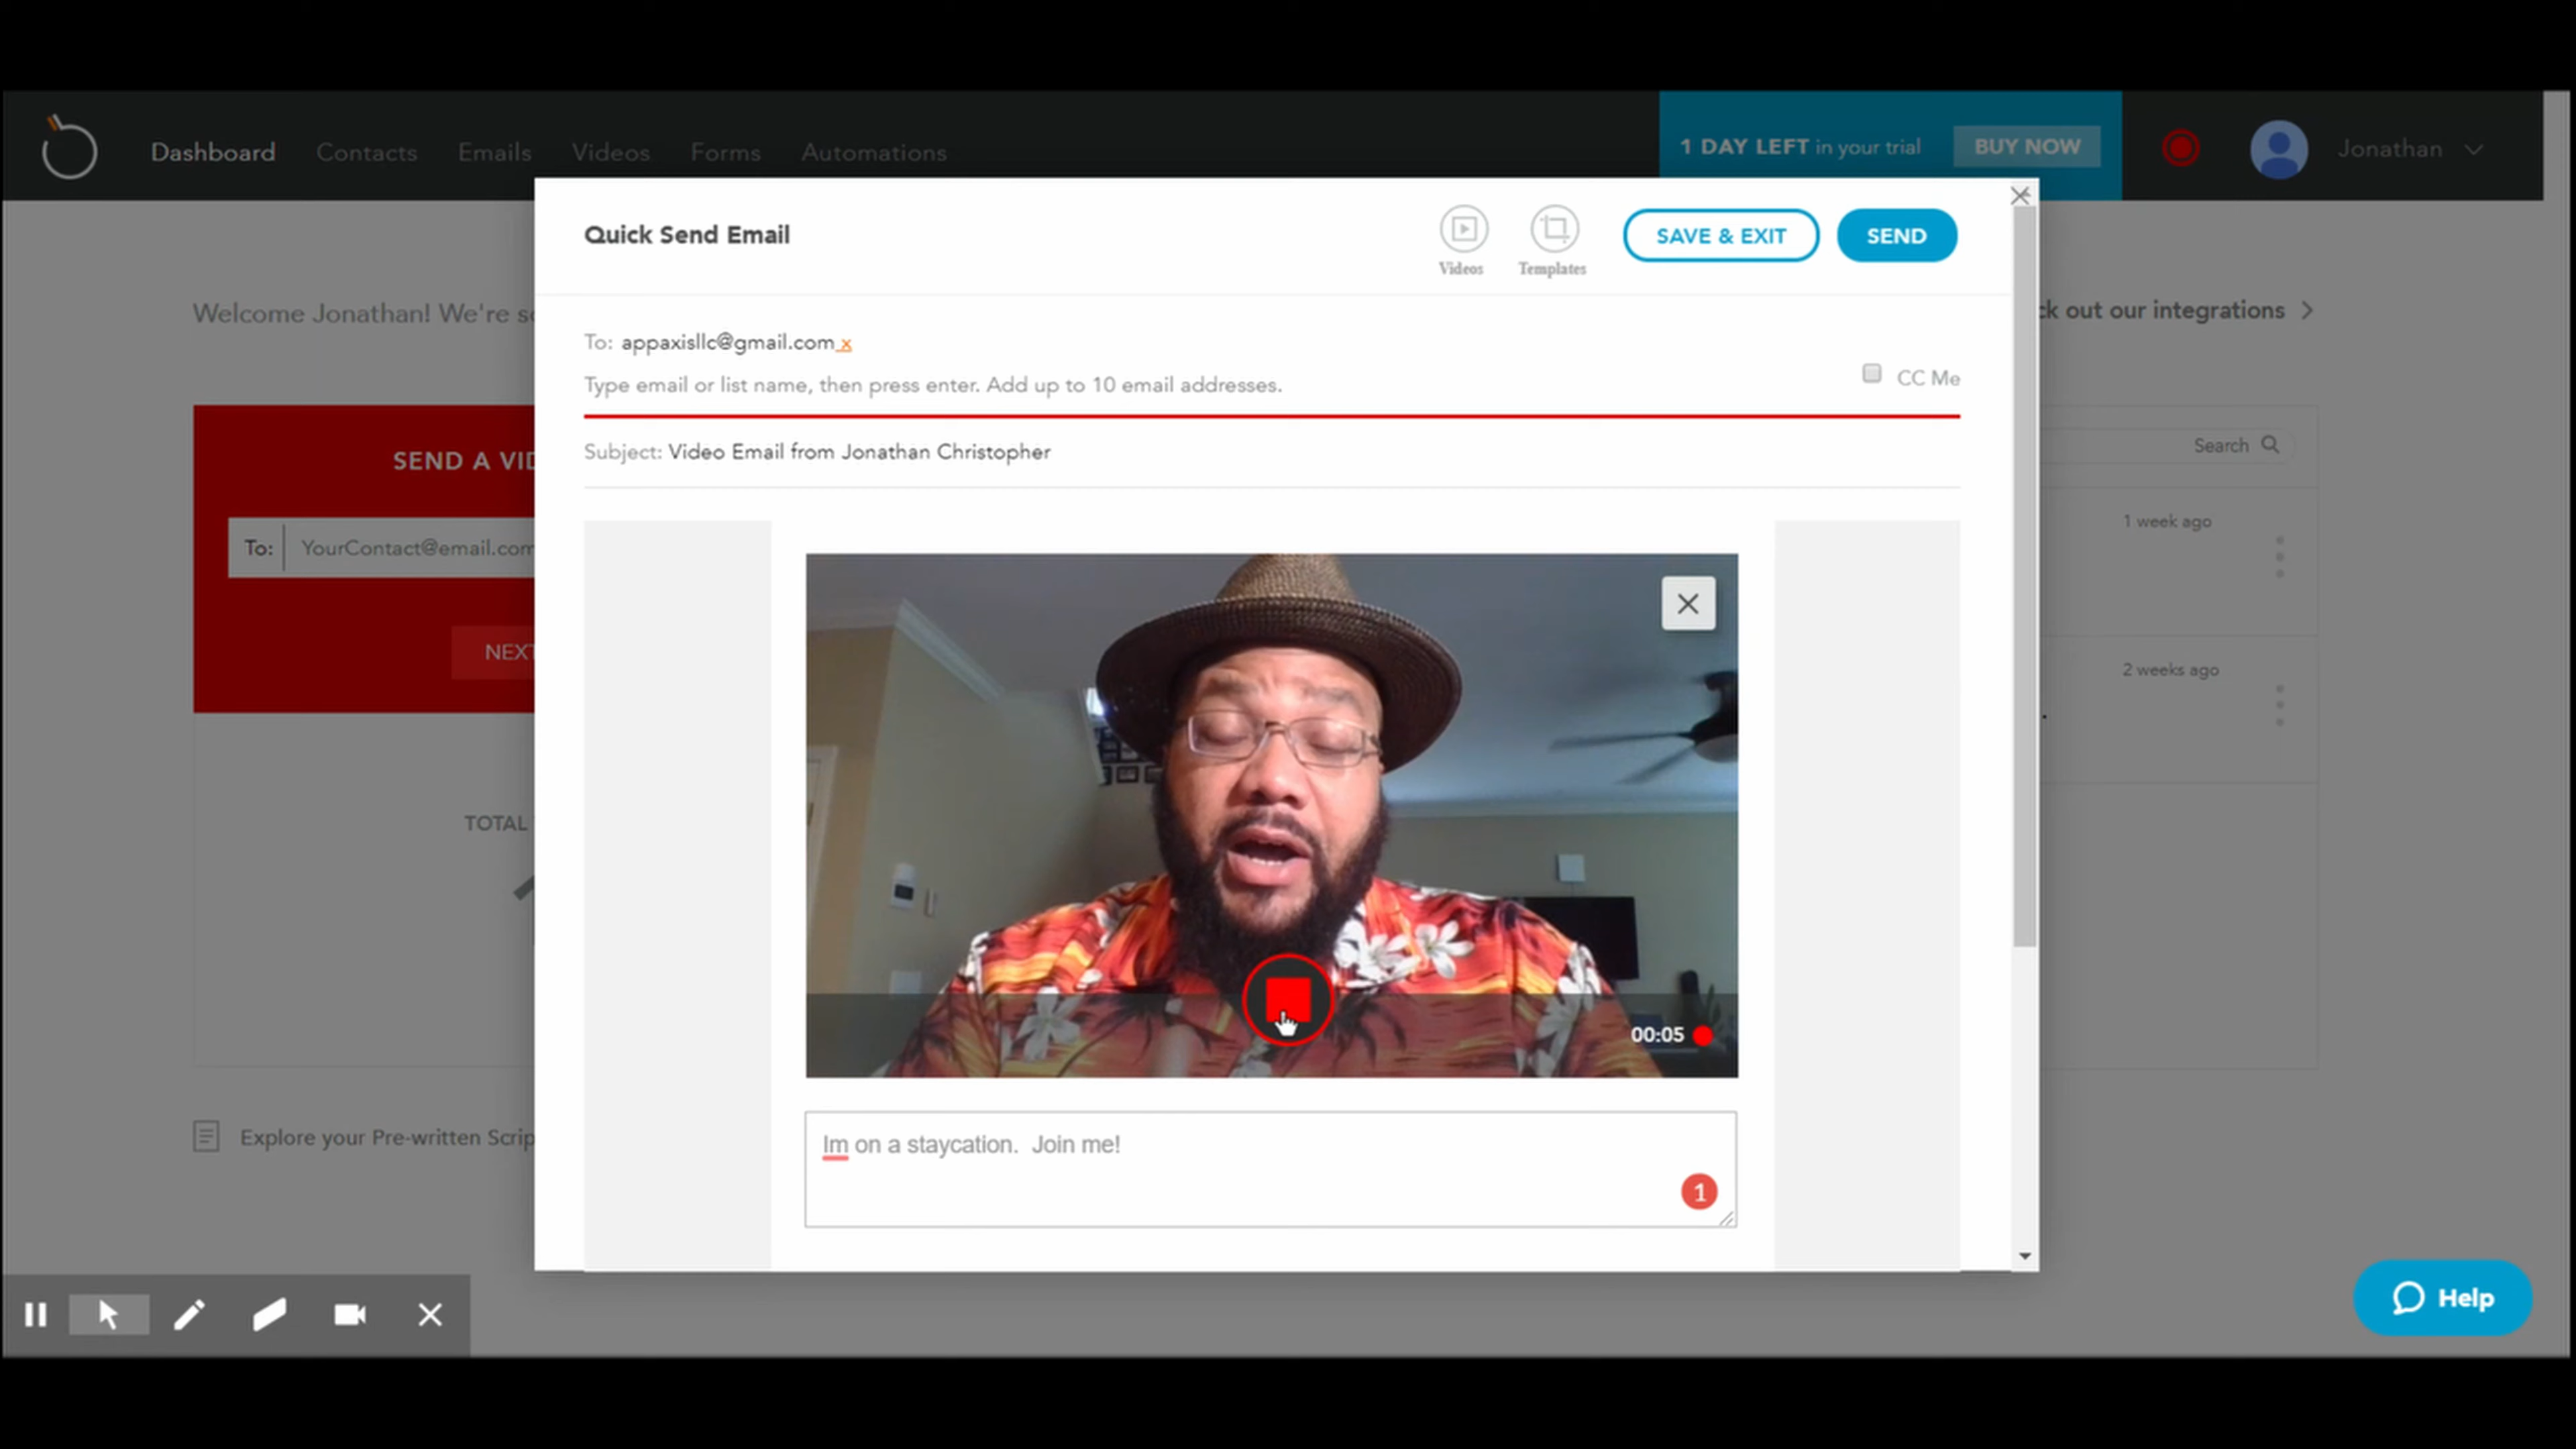 Dashboard Contacts Emails Videos Forms Automations
1 DAY LEFT in your trial BUY NOW
Jonathan
Quick Send Email
Videos Templates SAVE & EXIT SEND
Welcome Jonathan! We're
out our integrations
To: appaxisllc@gmail.com x
Type email or list name, then press enter. Add up to 10 email addresses.
CC Me
Subject: Video Email from Jonathan Christopher
SEND A
Search
To: YourContact@email.com
1 week ago
NEXT
2 weeks ago
TOTAL
00:05
Explore your Pre-written
Im on a staycation. Join me!
1
Help